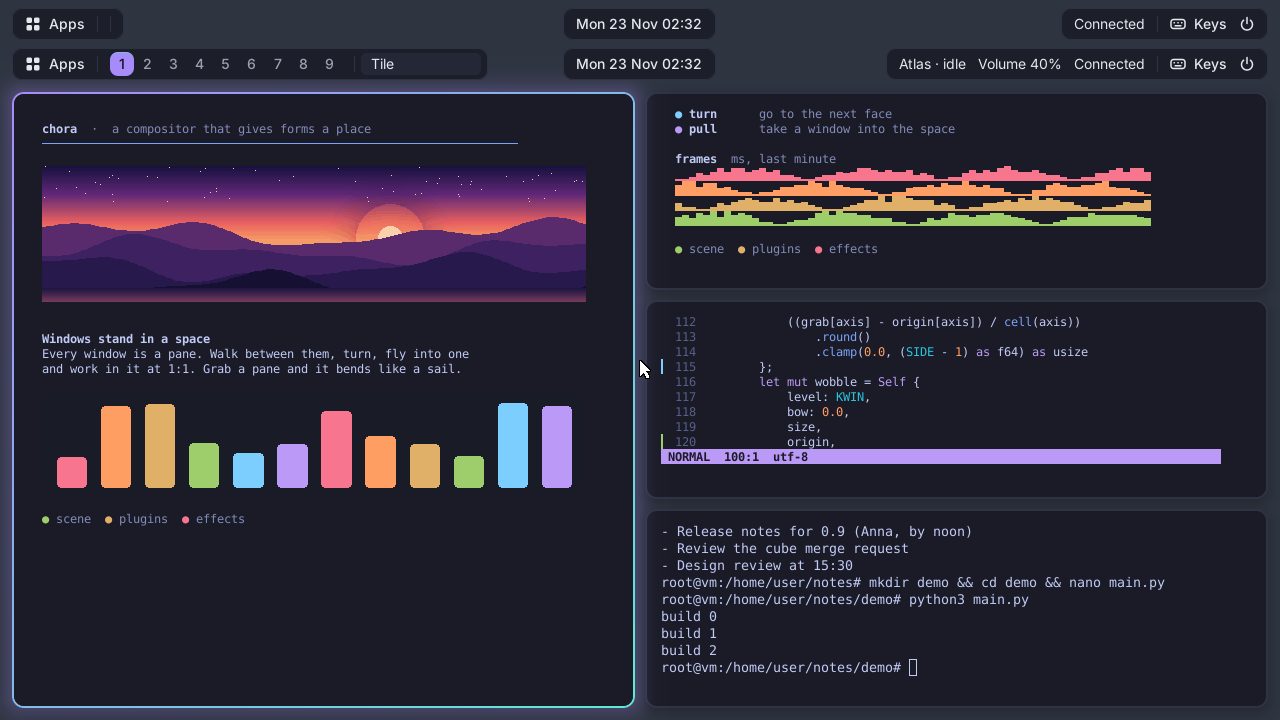 Apps
Mon 23 Nov 02:32
Connected Keys
Apps 1 2 3 4 5 6 7 8 9 Tile
Mon 23 Nov 02:32
Atlas · idle Volume 40% Connected Keys
chora · a compositor that gives forms a place
Windows stand in a space
Every window is a pane. Walk between them, turn, fly into one
and work in it at 1:1. Grab a pane and it bends like a sail.
● scene ● plugins ● effects
● turn go to the next face
● pull take a window into the space
frames ms, last minute
● scene ● plugins ● effects
112 ((grab[axis] - origin[axis]) / cell(axis))
113 .round()
114 .clamp(0.0, (SIDE - 1) as f64) as usize
115 };
116 let mut wobble = Self {
117 level: KWIN,
118 bow: 0.0,
119 size,
120 origin,
NORMAL 100:1 utf-8
- Release notes for 0.9 (Anna, by noon)
- Review the cube merge request
- Design review at 15:30
root@vm:/home/user/notes# mkdir demo && cd demo && nano main.py
root@vm:/home/user/notes/demo# python3 main.py
build 0
build 1
build 2
root@vm:/home/user/notes/demo#